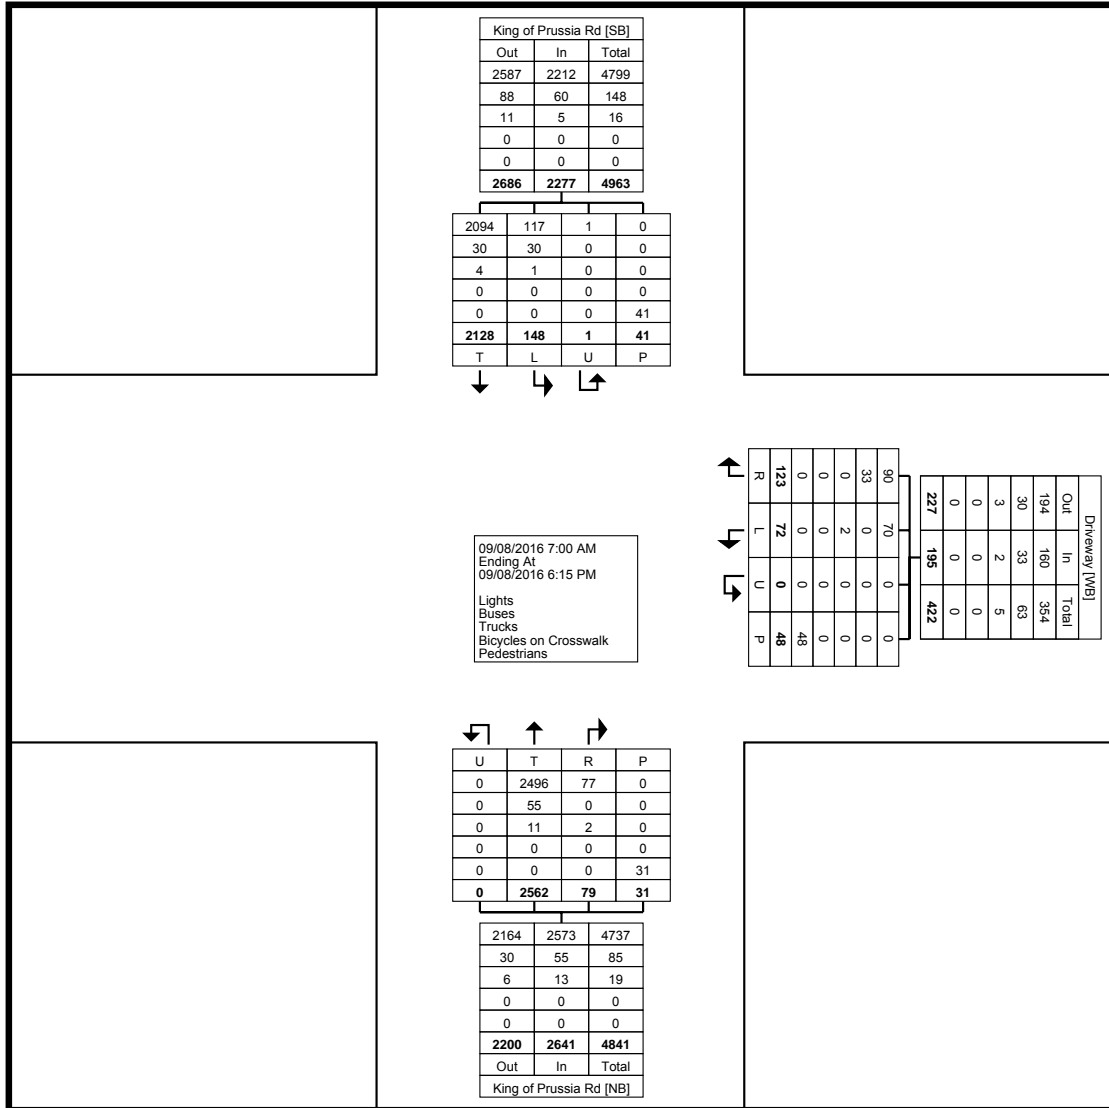 King of Prussia Rd [SB]
Out In Total
2587 2212 4799
88 60 148
11 5 16
0 0 0
0 0 0
2686 2277 4963
2094 117 1 0
30 30 0 0
4 1 0 0
0 0 0 0
0 0 0 41
2128 148 1 41
T L U P
Driveway [WB]
Out In Total
194 160 354
30 33 63
3 2 5
0 0 0
0 0 0
227 195 422
90 70 0 0
33 0 0 0
0 2 0 0
0 0 0 0
0 0 0 48
123 72 0 48
R L U P
09/08/2016 7:00 AM
Ending At
09/08/2016 6:15 PM
Lights
Buses
Trucks
Bicycles on Crosswalk
Pedestrians
U T R P
0 2496 77 0
0 55 0 0
0 11 2 0
0 0 0 0
0 0 0 31
0 2562 79 31
2164 2573 4737
30 55 85
6 13 19
0 0 0
0 0 0
2200 2641 4841
Out In Total
King of Prussia Rd [NB]